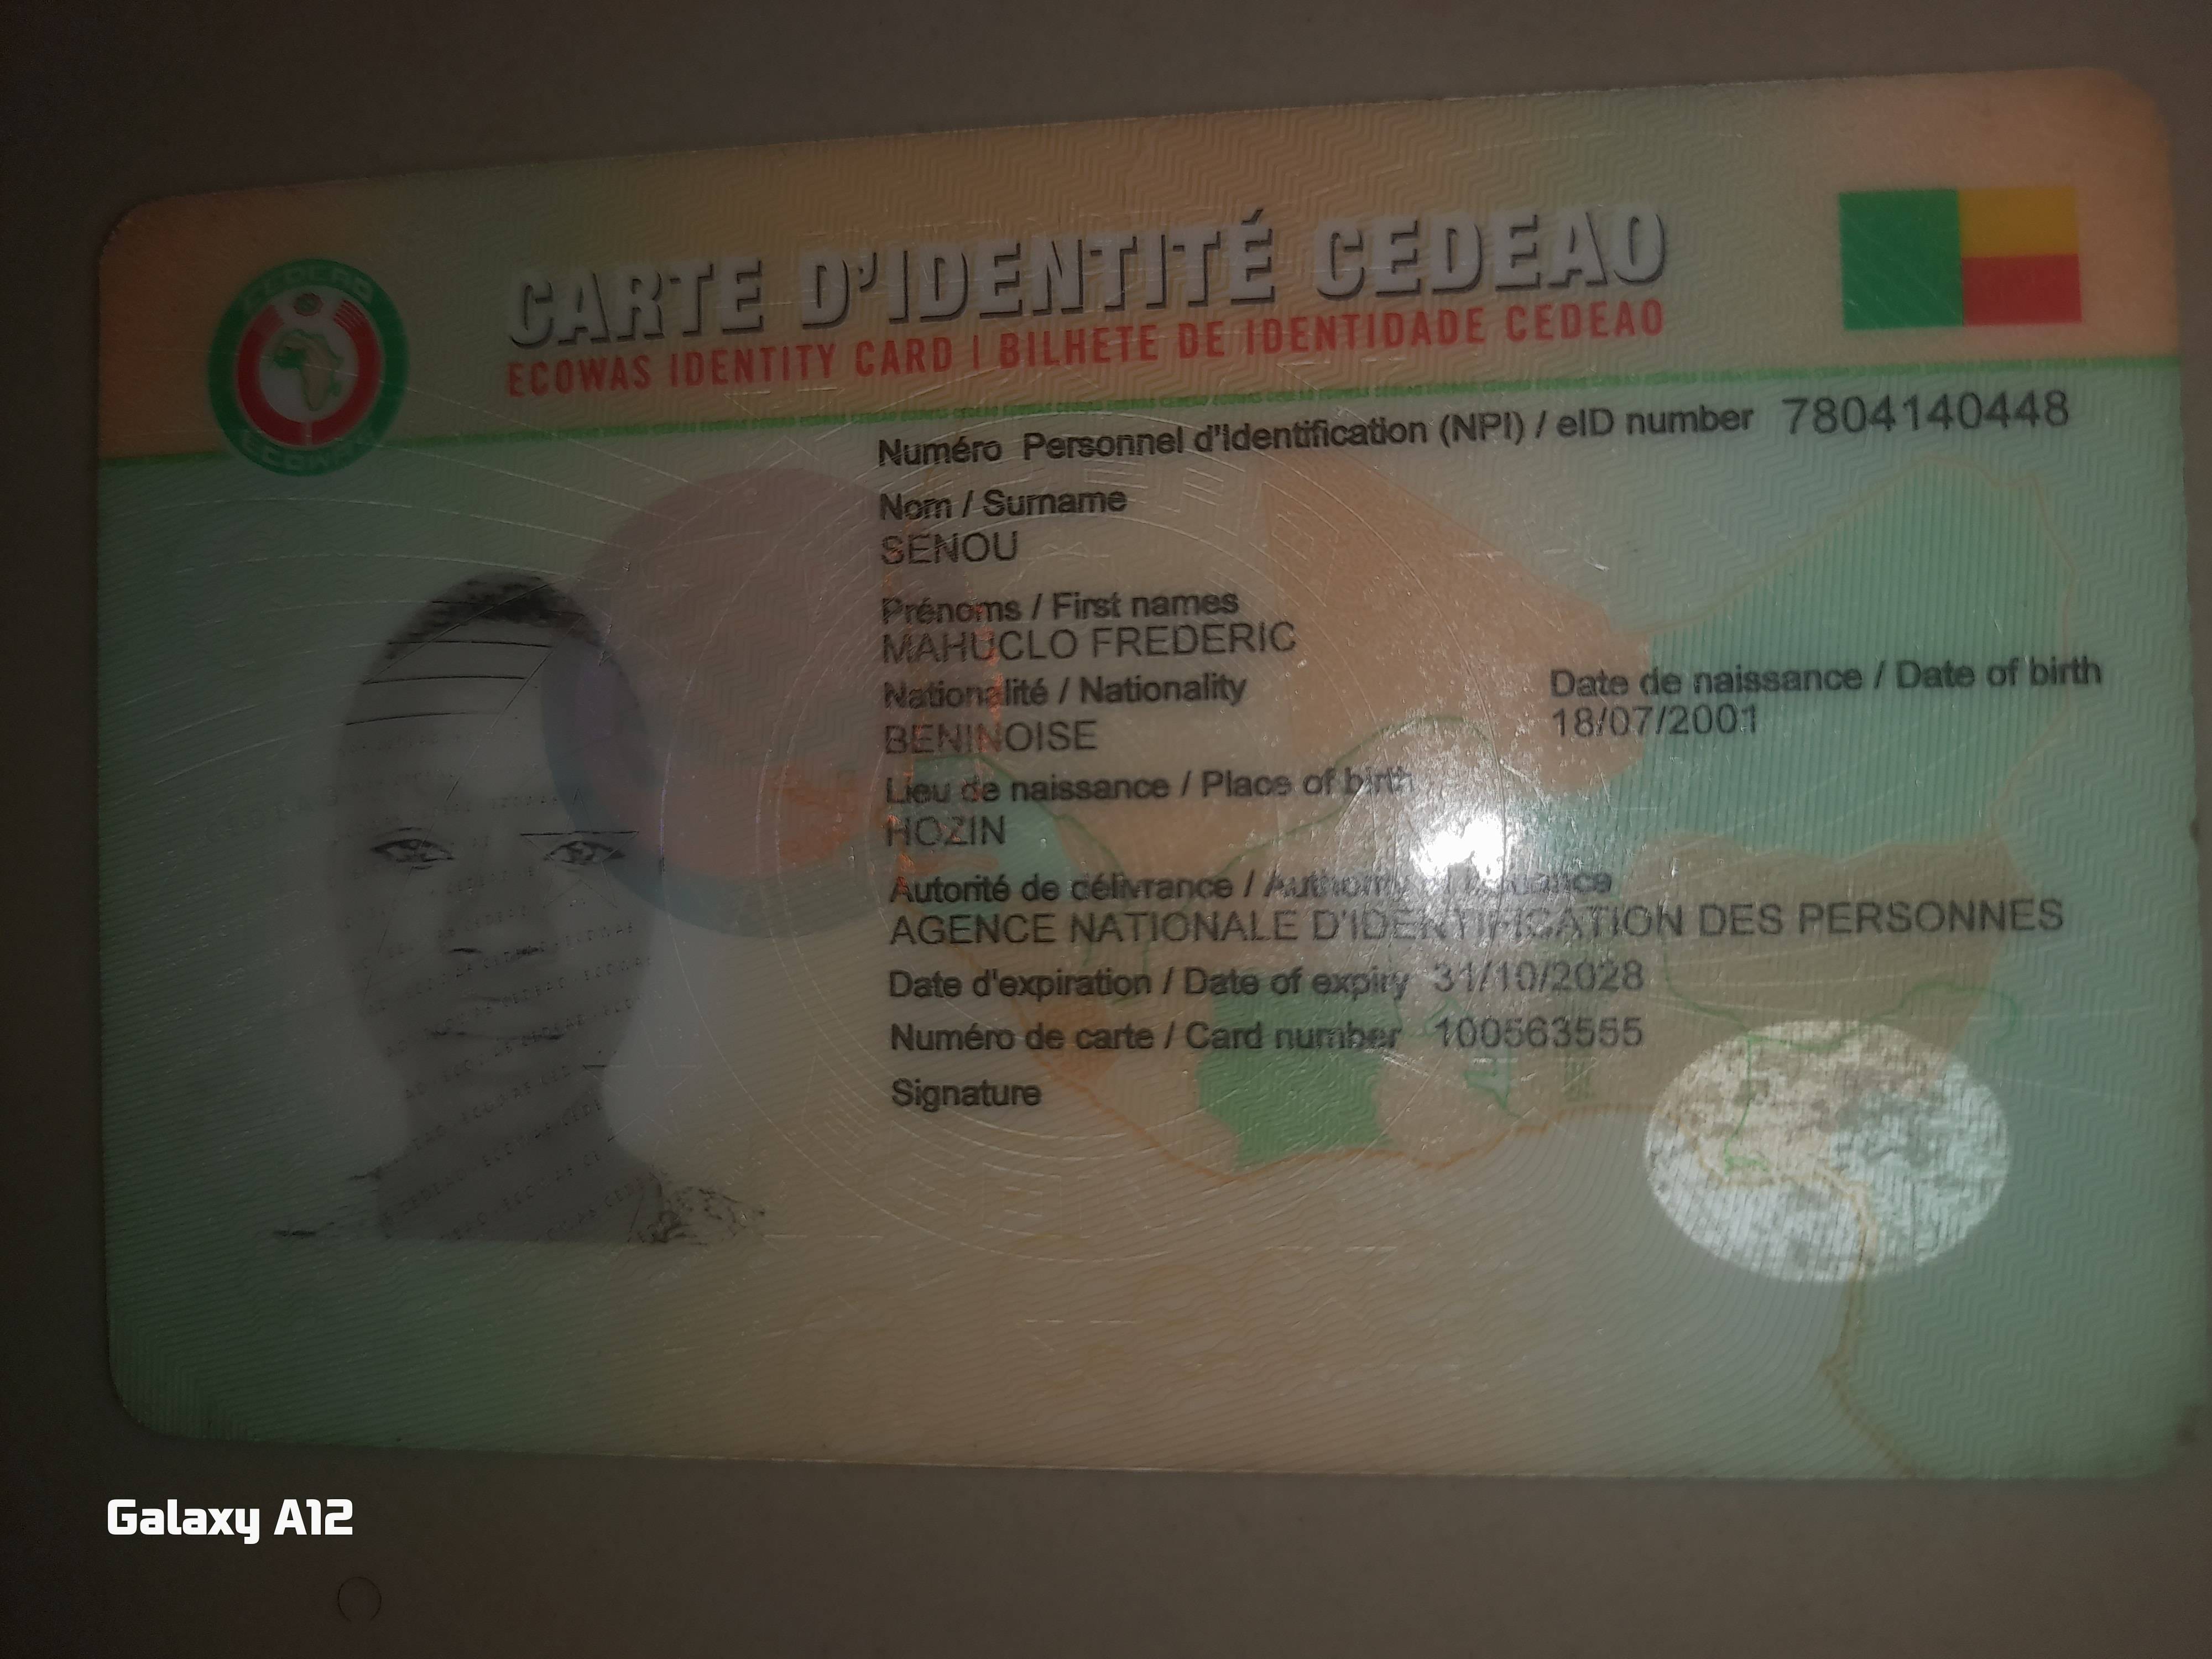 CARTE D'IDENTITÉ CEDEAO
ECOWAS IDENTITY CARD | BILHETE DE IDENTIDADE CEDEAO
CEDEAO
ECOWAS
Numéro Personnel d'Identification (NPI) / eID number 7804140448
Nom / Surname
SENOU
Prénoms / First names
MAHUCLO FREDERIC
Nationalité / Nationality
BENINOISE
Date de naissance / Date of birth
18/07/2001
Lieu de naissance / Place of birth
HOZIN
Autorité de délivrance / Authority of issuance
AGENCE NATIONALE D'IDENTIFICATION DES PERSONNES
Date d'expiration / Date of expiry 31/10/2028
Numéro de carte / Card number 100563555
Signature
Galaxy A12